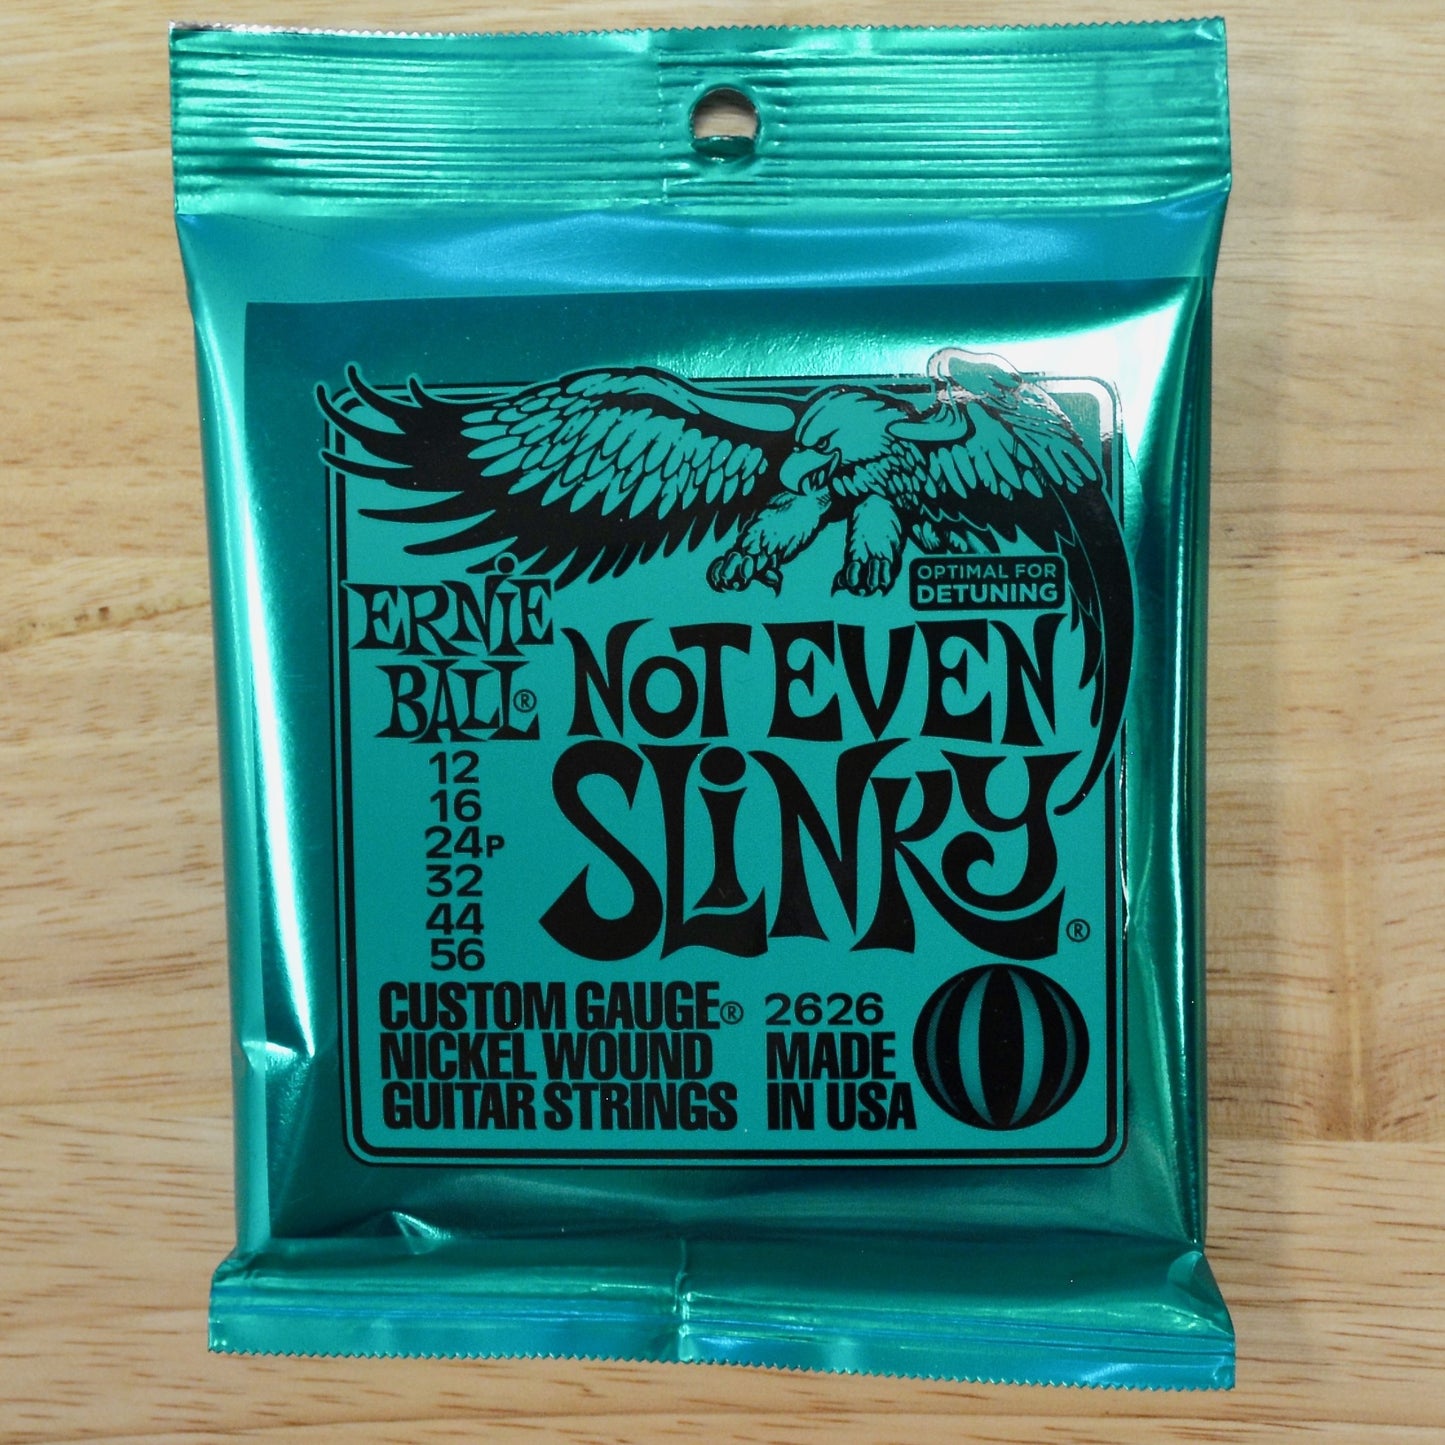 OPTIMAL FOR
DETUNING
ERNIE
BALL®
NOT EVEN
SLINKY®
12
16
24P
32
44
56
CUSTOM GAUGE®
NICKEL WOUND
GUITAR STRINGS
2626
MADE
IN USA